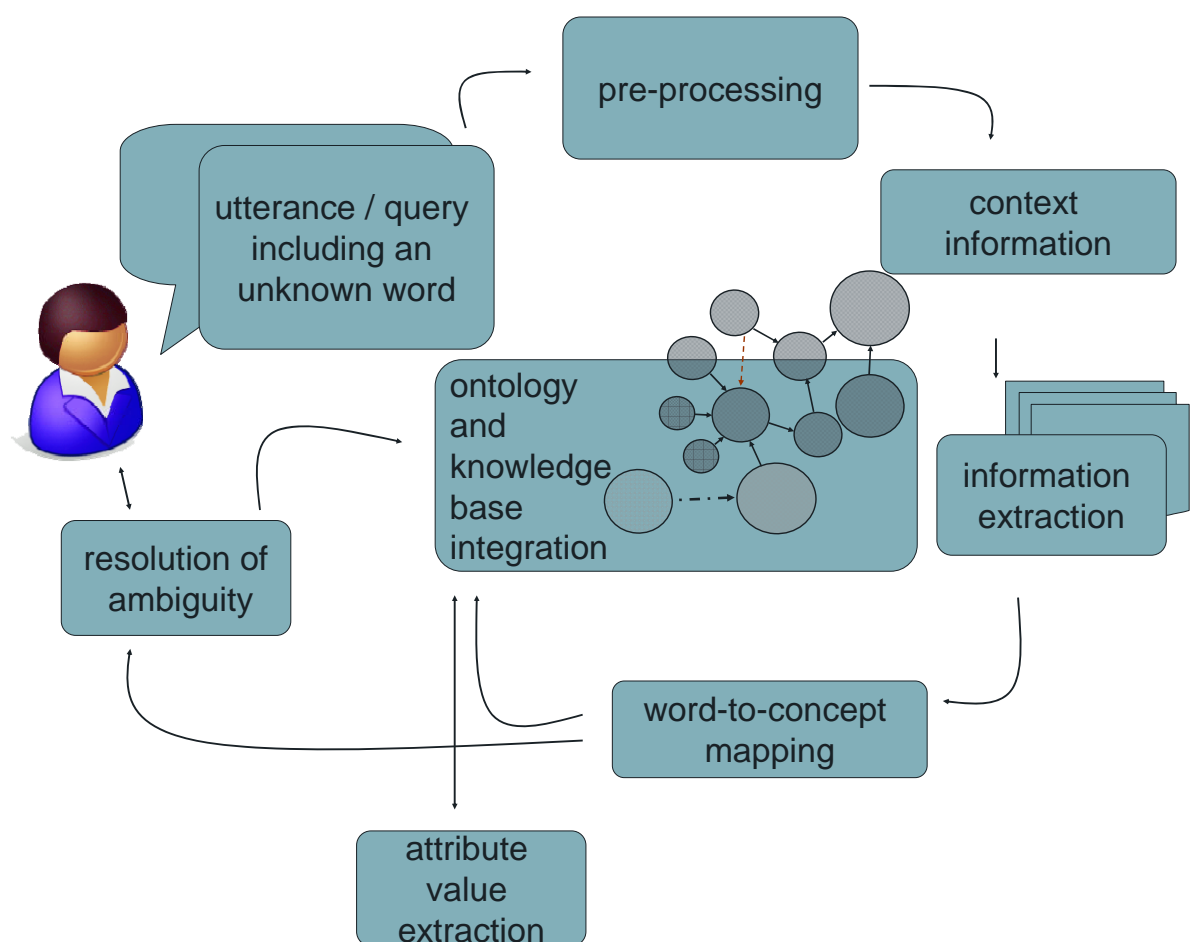 pre-processing
utterance / query
including an
unknown word
context
information
ontology
and
knowledge
base
integration
information
extraction
resolution of
ambiguity
word-to-concept
mapping
attribute
value
extraction